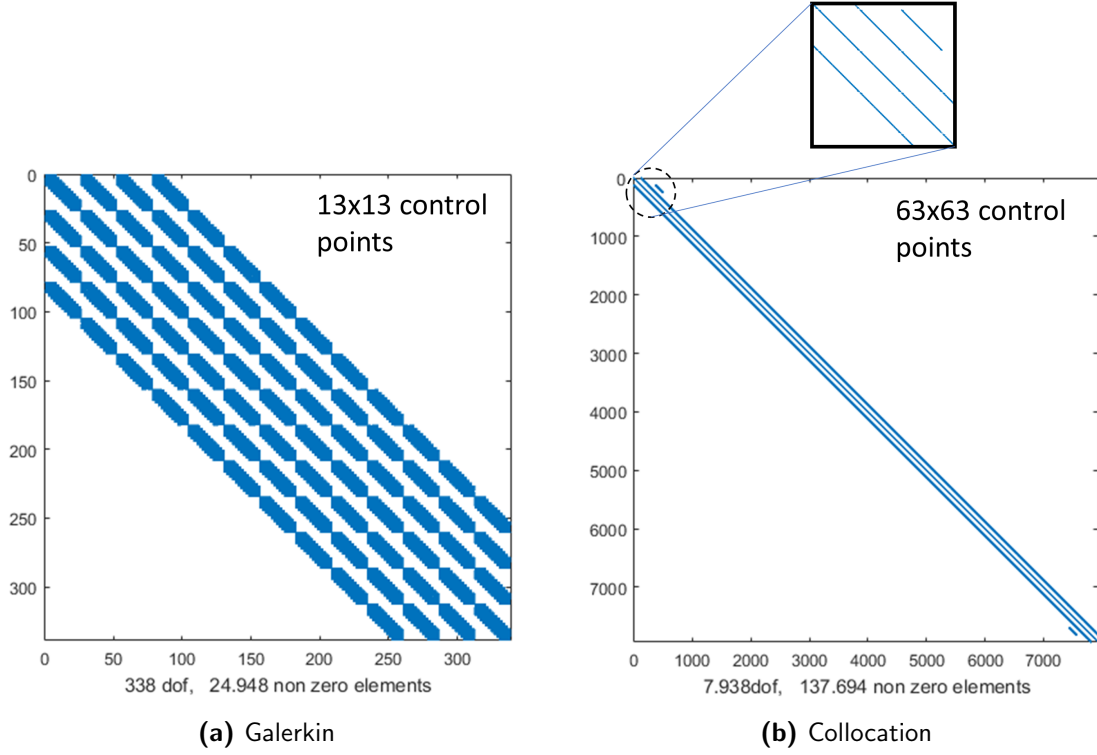 0
50
100
150
200
250
300
0 50 100 150 200 250 300
13x13 control
points
338 dof, 24.948 non zero elements
(a) Galerkin
0
1000
2000
3000
4000
5000
6000
7000
0 1000 2000 3000 4000 5000 6000 7000
63x63 control
points
7.938dof, 137.694 non zero elements
(b) Collocation